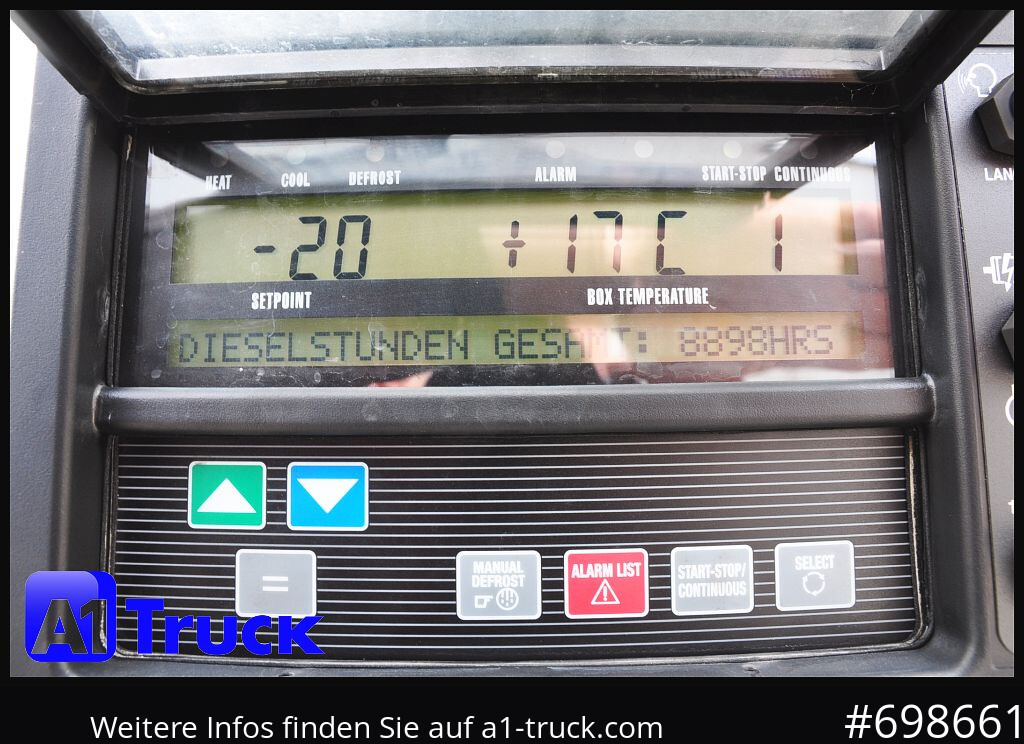 HEAT COOL DEFROST ALARM START-STOP CONTINUOUS
-20 +17C 1
SETPOINT BOX TEMPERATURE
DIESELSTUNDEN GESAMT: 8898HRS
=
MANUAL DEFROST
ALARM LIST
START-STOP/
CONTINUOUS
SELECT
A1 Truck
Weitere Infos finden Sie auf a1-truck.com
#698661